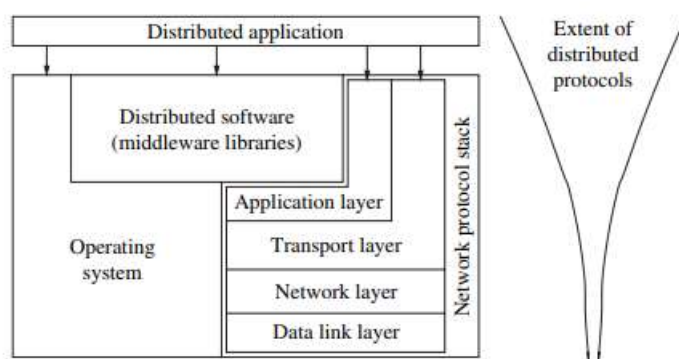 Distributed application
Extent of
distributed
protocols
Distributed software
(middleware libraries)
Network protocol stack
Application layer
Operating
system
Transport layer
Network layer
Data link layer